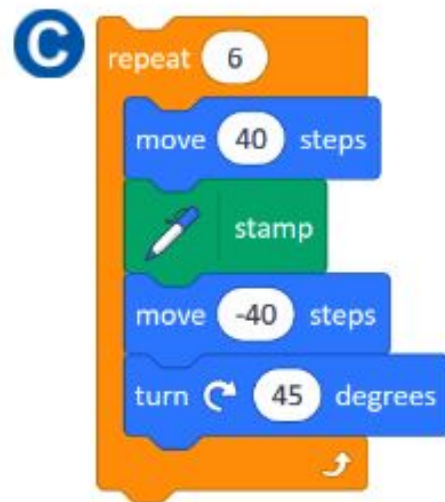 C
repeat 6
move 40 steps
stamp
move -40 steps
turn 45 degrees